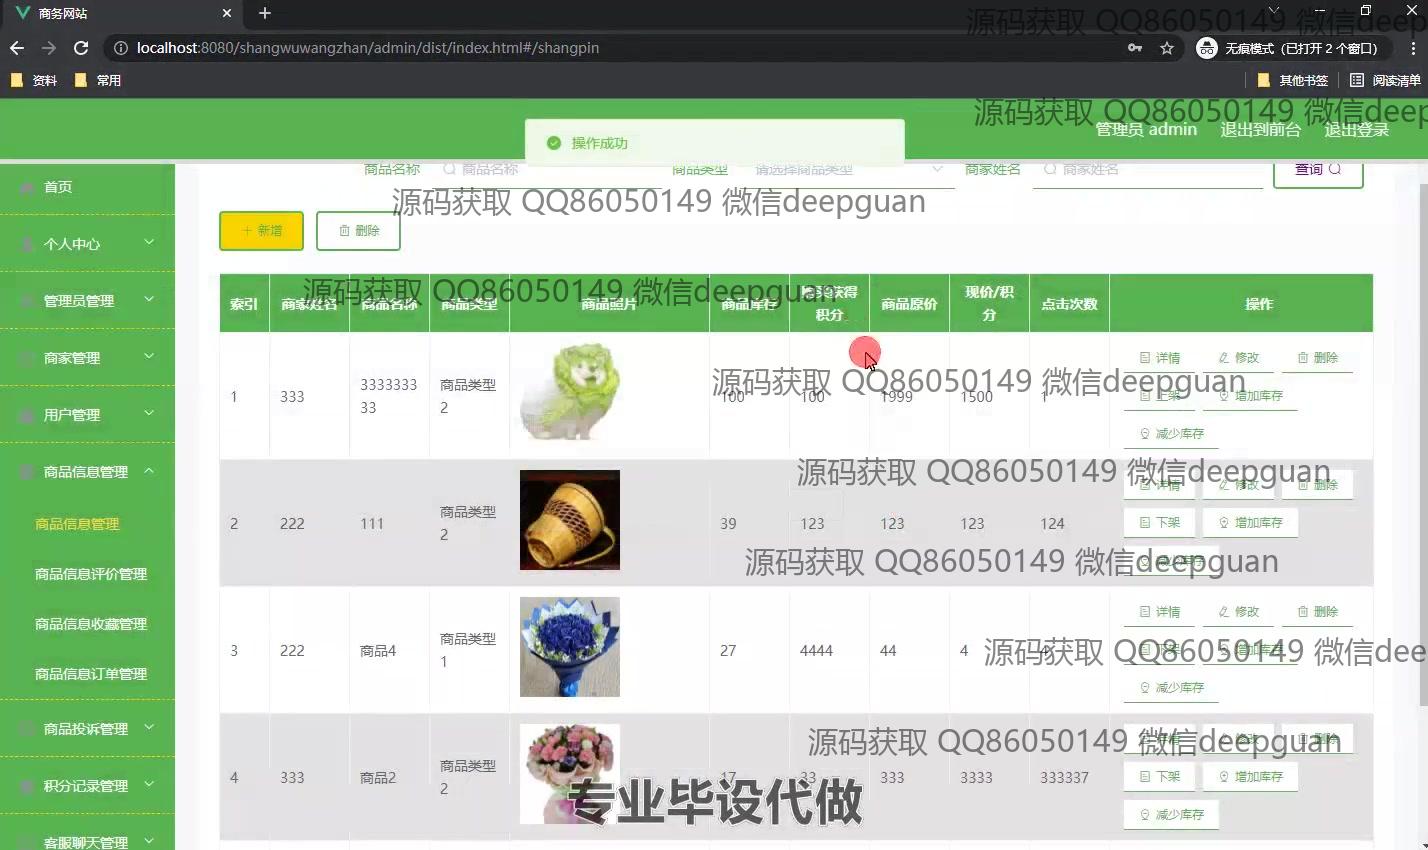 商务网站
源码获取 QQ86050149 微信deep
localhost:8080/shangwuwangzhan/admin/dist/index.html#/shangpin
无痕模式 (已打开 2 个窗口)
资料 常用 其他书签 阅读清单
源码获取 QQ86050149 微信deep
管理员 admin 退出到前台 退出登录
操作成功
商品名称 商品名称 商品类型 请选择商品类型 商家姓名 商家姓名 查询
源码获取 QQ86050149 微信deepguan
新增 删除
源码获取 QQ86050149 微信deepguan
索引 商家姓名 商品名称 商品类型 商品照片 商品库存 购买获得积分 商品原价 现价/积分 点击次数 操作
1 333 333333333 商品类型2 100 100 1999 1500 1 详情 修改 删除
上架 增加库存
减少库存
源码获取 QQ86050149 微信deepguan
源码获取 QQ86050149 微信deepguan
2 222 111 商品类型2 39 123 123 123 124 详情 修改 删除
下架 增加库存
减少库存
源码获取 QQ86050149 微信deepguan
3 222 商品4 商品类型1 27 4444 44 4 详情 修改 删除
下架 增加库存
减少库存
源码获取 QQ86050149 微信dee
源码获取 QQ86050149 微信deepguan
4 333 商品2 商品类型2 17 33 333 3333 333337 详情 修改 删除
下架 增加库存
减少库存
首页
个人中心
管理员管理
商家管理
用户管理
商品信息管理
商品信息管理
商品信息评价管理
商品信息收藏管理
商品信息订单管理
商品投诉管理
积分记录管理
客服聊天管理
专业毕设代做